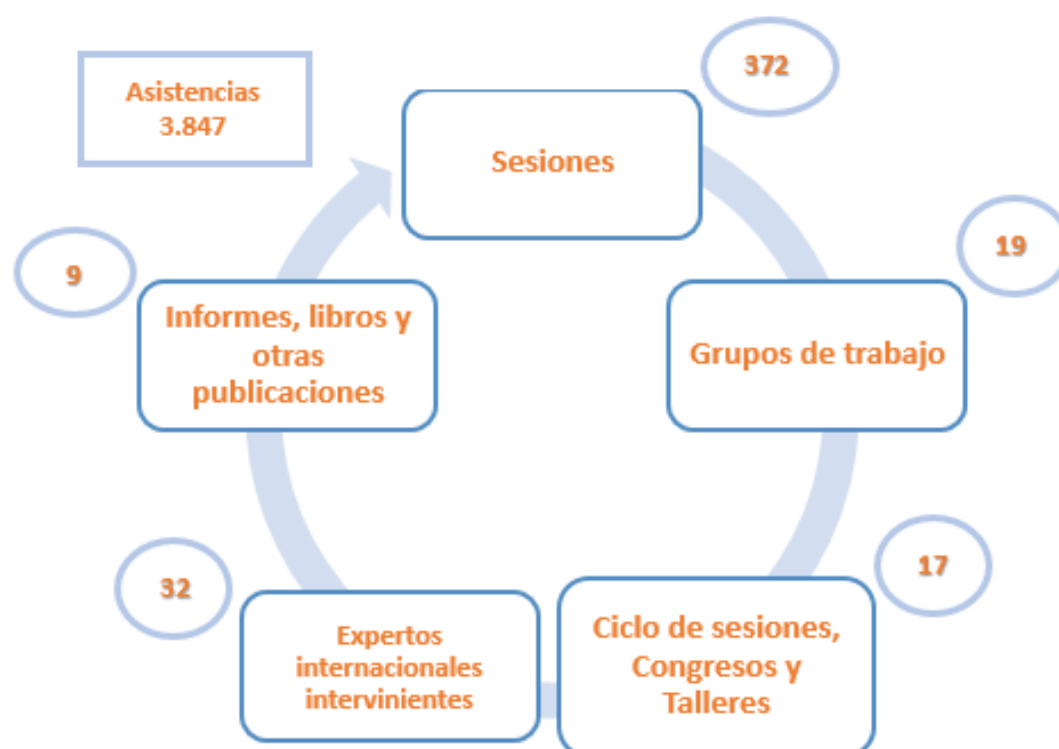 Asistencias
3.847
372
Sesiones
19
Grupos de trabajo
17
Ciclo de sesiones,
Congresos y
Talleres
32
Expertos
internacionales
intervinientes
9
Informes, libros y
otras
publicaciones